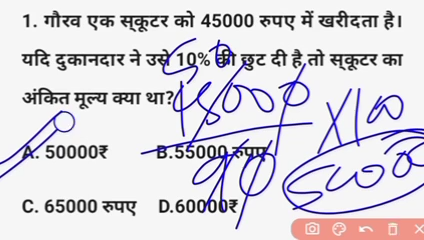 1. गौरव एक स्कूटर को 45000 रुपए में खरीदता है।
यदि दुकानदार ने उसे 10% की छुट दी है,तो स्कूटर का
अंकित मूल्य क्या था?
A. 50000₹ B.55000 रुपए
C. 65000 रुपए D.60000₹
45000
90
×100